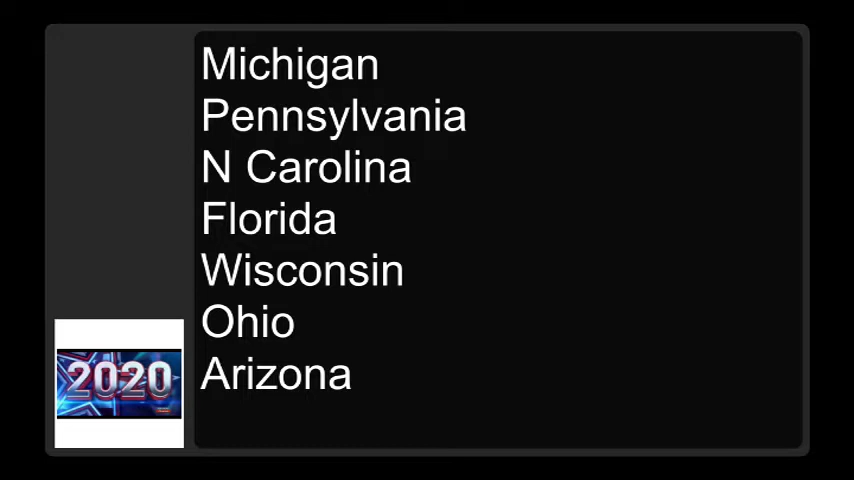 Michigan
Pennsylvania
N Carolina
Florida
Wisconsin
Ohio
Arizona
2020